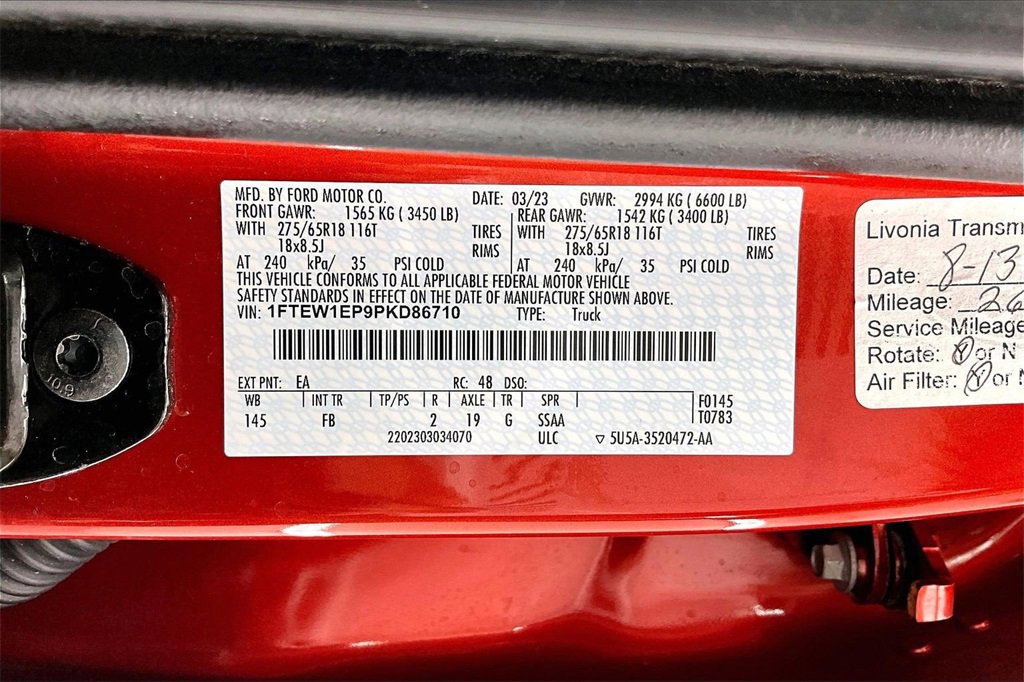 MFD. BY FORD MOTOR CO.
DATE: 03/23 GVWR: 2994 KG ( 6600 LB)
FRONT GAWR: 1565 KG ( 3450 LB) REAR GAWR: 1542 KG ( 3400 LB)
WITH 275/65R18 116T TIRES WITH 275/65R18 116T TIRES
18x8.5J RIMS 18x8.5J RIMS
AT 240 kPa/ 35 PSI COLD AT 240 kPa/ 35 PSI COLD
THIS VEHICLE CONFORMS TO ALL APPLICABLE FEDERAL MOTOR VEHICLE
SAFETY STANDARDS IN EFFECT ON THE DATE OF MANUFACTURE SHOWN ABOVE.
VIN: 1FTEW1EP9PKD86710 TYPE: Truck
EXT PNT: EA RC: 48 DSO:
WB INT TR TP/PS R AXLE TR SPR F0145
145 FB 2 19 G SSAA T0783
2202303034070 ULC ▽ 5U5A-3520472-AA
Livonia Transm
Date: 8-13
Mileage: 26
Service Mileage
Rotate: Y or N
Air Filter: Y or N
10.9